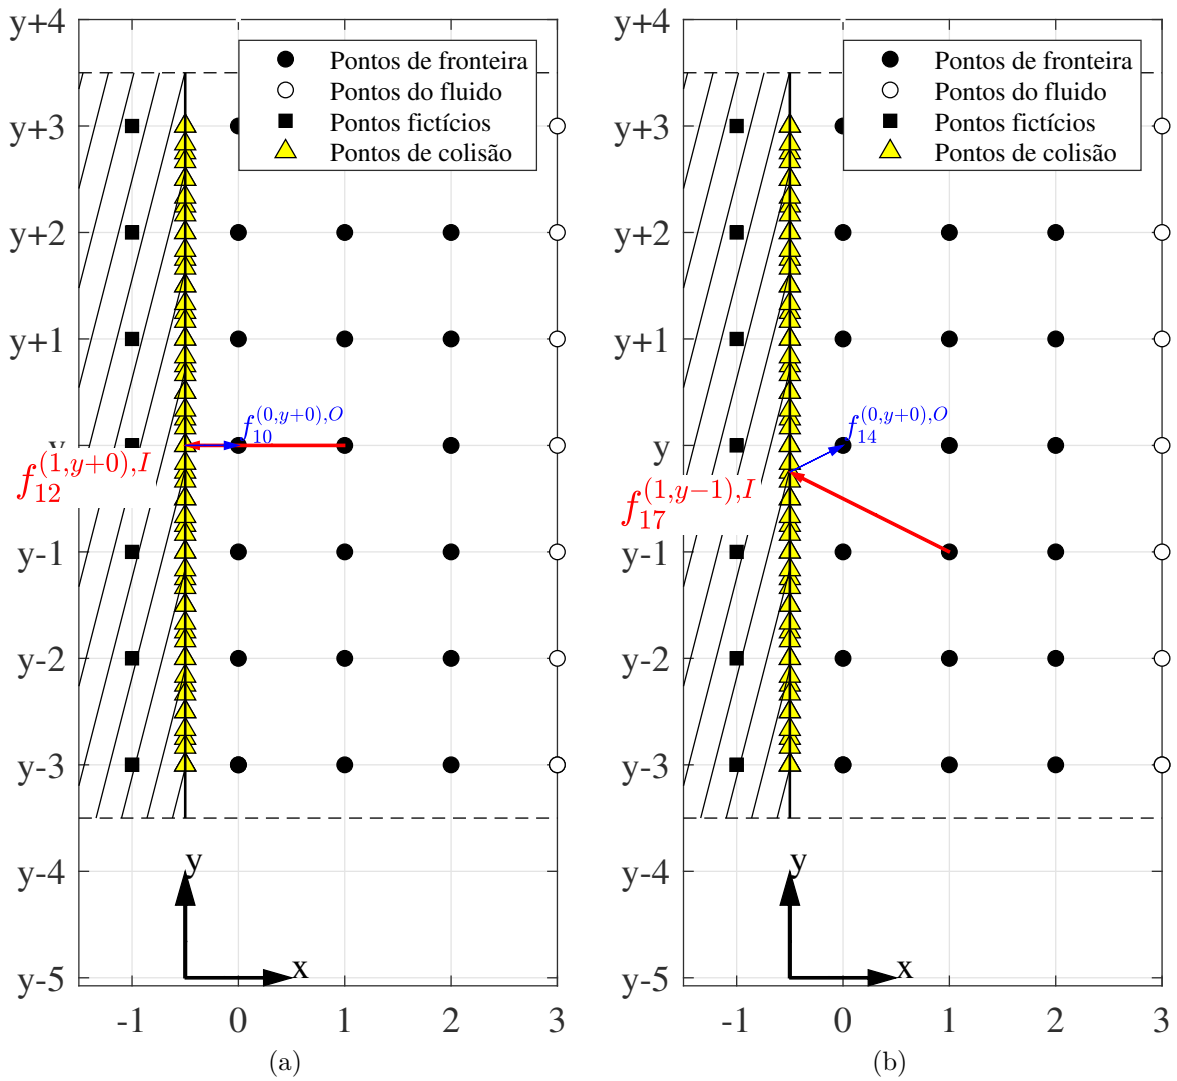 y+4
Pontos de fronteira
Pontos do fluido
Pontos fictícios
Pontos de colisão
y+3
y+2
y+1
f_{10}^{(0,y+0),O}
f_{12}^{(1,y+0),I}
y-1
y-2
y-3
y-4
y-5
y
x
-1 0 1 2 3
(a)
y+4
Pontos de fronteira
Pontos do fluido
Pontos fictícios
Pontos de colisão
y+3
y+2
y+1
f_{14}^{(0,y+0),O}
y
f_{17}^{(1,y-1),I}
y-1
y-2
y-3
y-4
y-5
y
x
-1 0 1 2 3
(b)